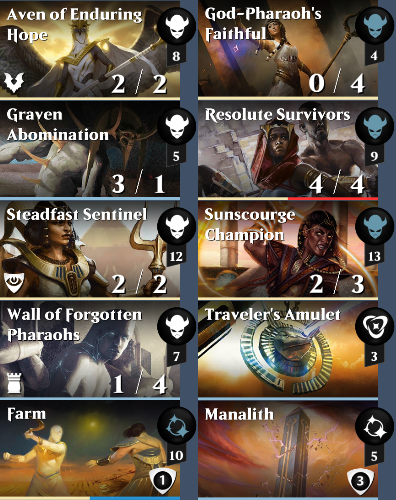 Aven of Enduring
Hope
8
2 / 2
God-Pharaoh's
Faithful
4
0 / 4
Graven
Abomination
5
3 / 1
Resolute Survivors
9
4 / 4
Steadfast Sentinel
12
2 / 2
Sunscourge
Champion
13
2 / 3
Wall of Forgotten
Pharaohs
7
1 / 4
Traveler's Amulet
3
Farm
10
1
Manalith
5
3